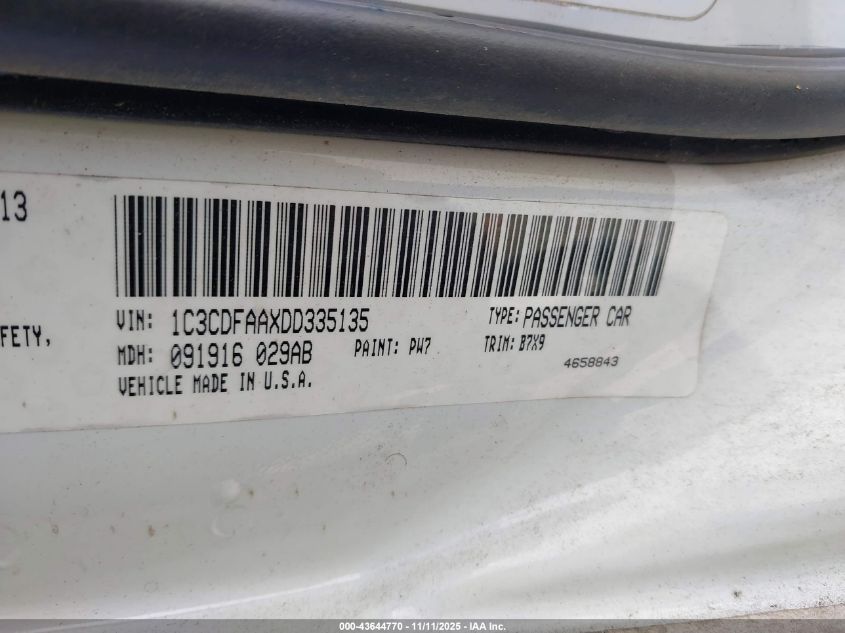 13
FETY,
VIN: 1C3CDFAAXDD335135
TYPE: PASSENGER CAR
MDH: 091916 029AB
PAINT: PW7
TRIM: B7X9
VEHICLE MADE IN U.S.A.
4658843
000-43644770 - 11/11/2025 - IAA Inc.